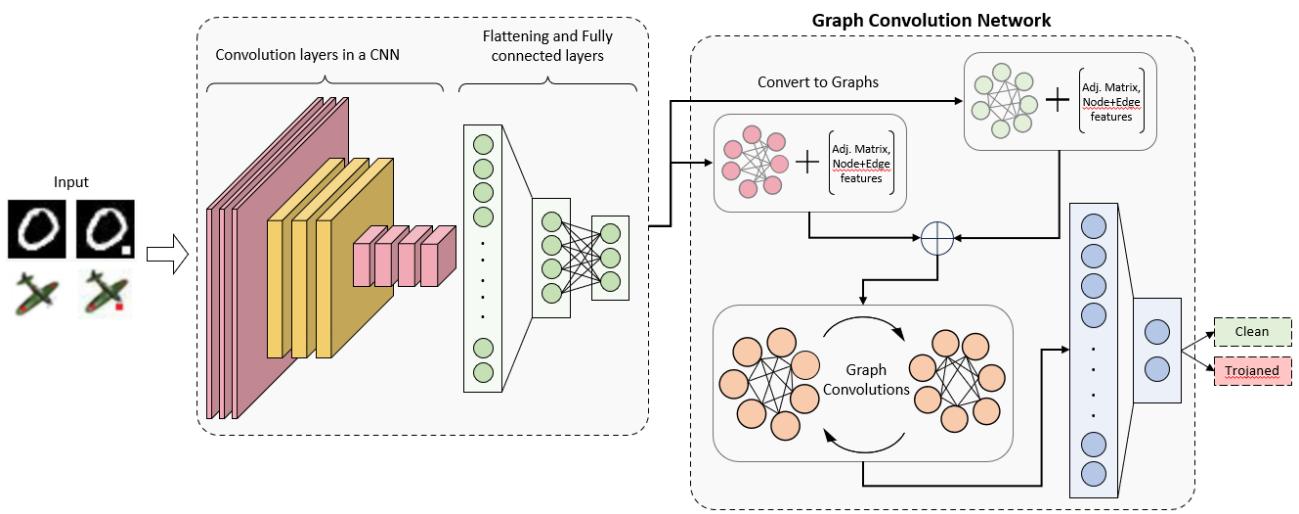 Graph Convolution Network
Convolution layers in a CNN
Flattening and Fully
connected layers
Input
Convert to Graphs
Adj. Matrix,
Node+Edge
features
Adj. Matrix,
Node+Edge
features
Graph
Convolutions
Clean
Trojaned